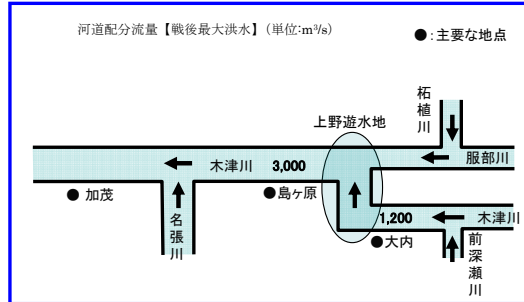 河道配分流量【戦後最大洪水】(単位:m³/s)
●:主要な地点
上野遊水地
柘植川
服部川
木津川
3,000
●加茂
名張川
●島ヶ原
1,200
木津川
●大内
前深瀬川